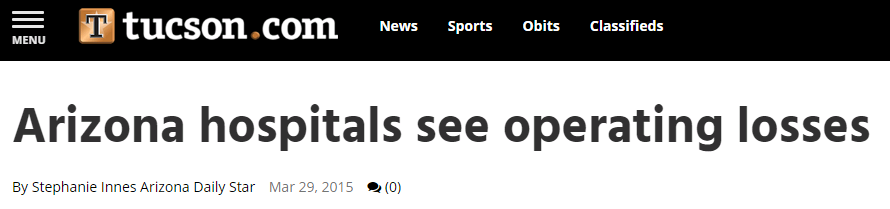 T tucson.com News Sports Obits Classifieds
MENU
Arizona hospitals see operating losses
By Stephanie Innes Arizona Daily Star Mar 29, 2015 (0)